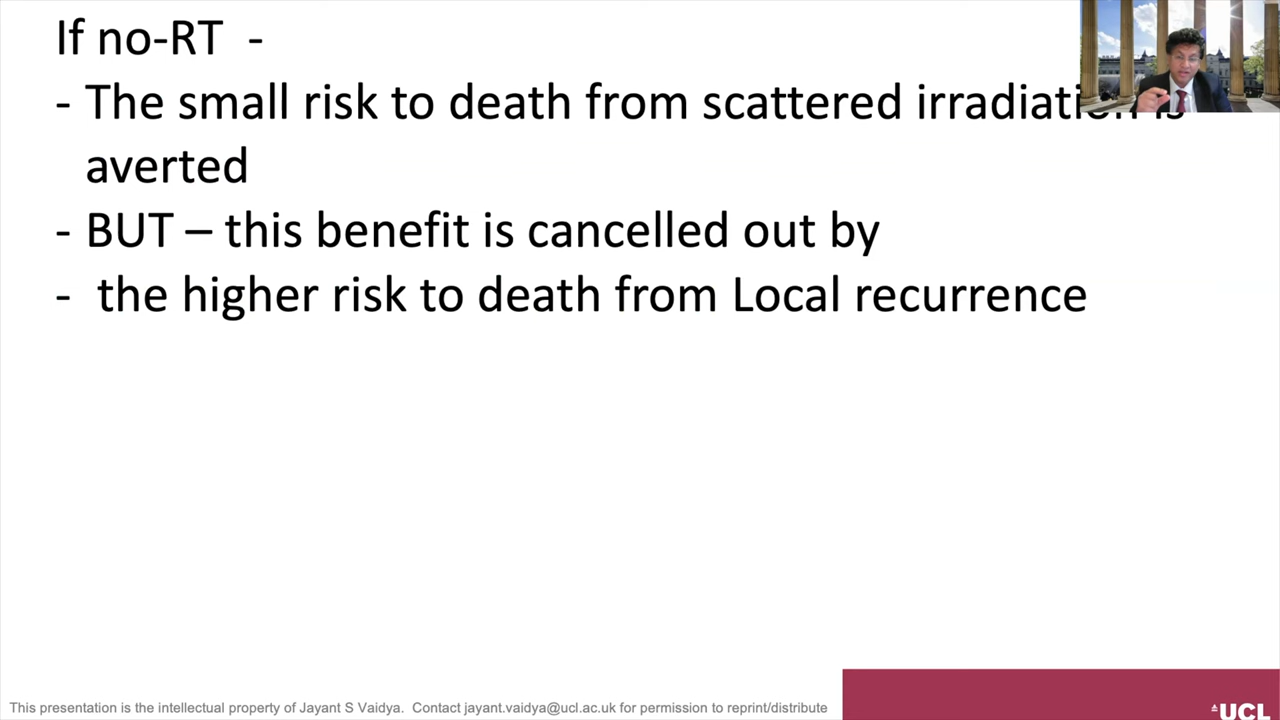 If no-RT -
- The small risk to death from scattered irradiation is
averted
- BUT – this benefit is cancelled out by
- the higher risk to death from Local recurrence
This presentation is the intellectual property of Jayant S Vaidya. Contact jayant.vaidya@ucl.ac.uk for permission to reprint/distribute
UCL